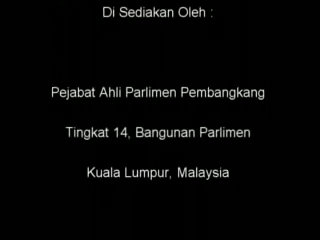 Di Sediakan Oleh :
Pejabat Ahli Parlimen Pembangkang
Tingkat 14, Bangunan Parlimen
Kuala Lumpur, Malaysia